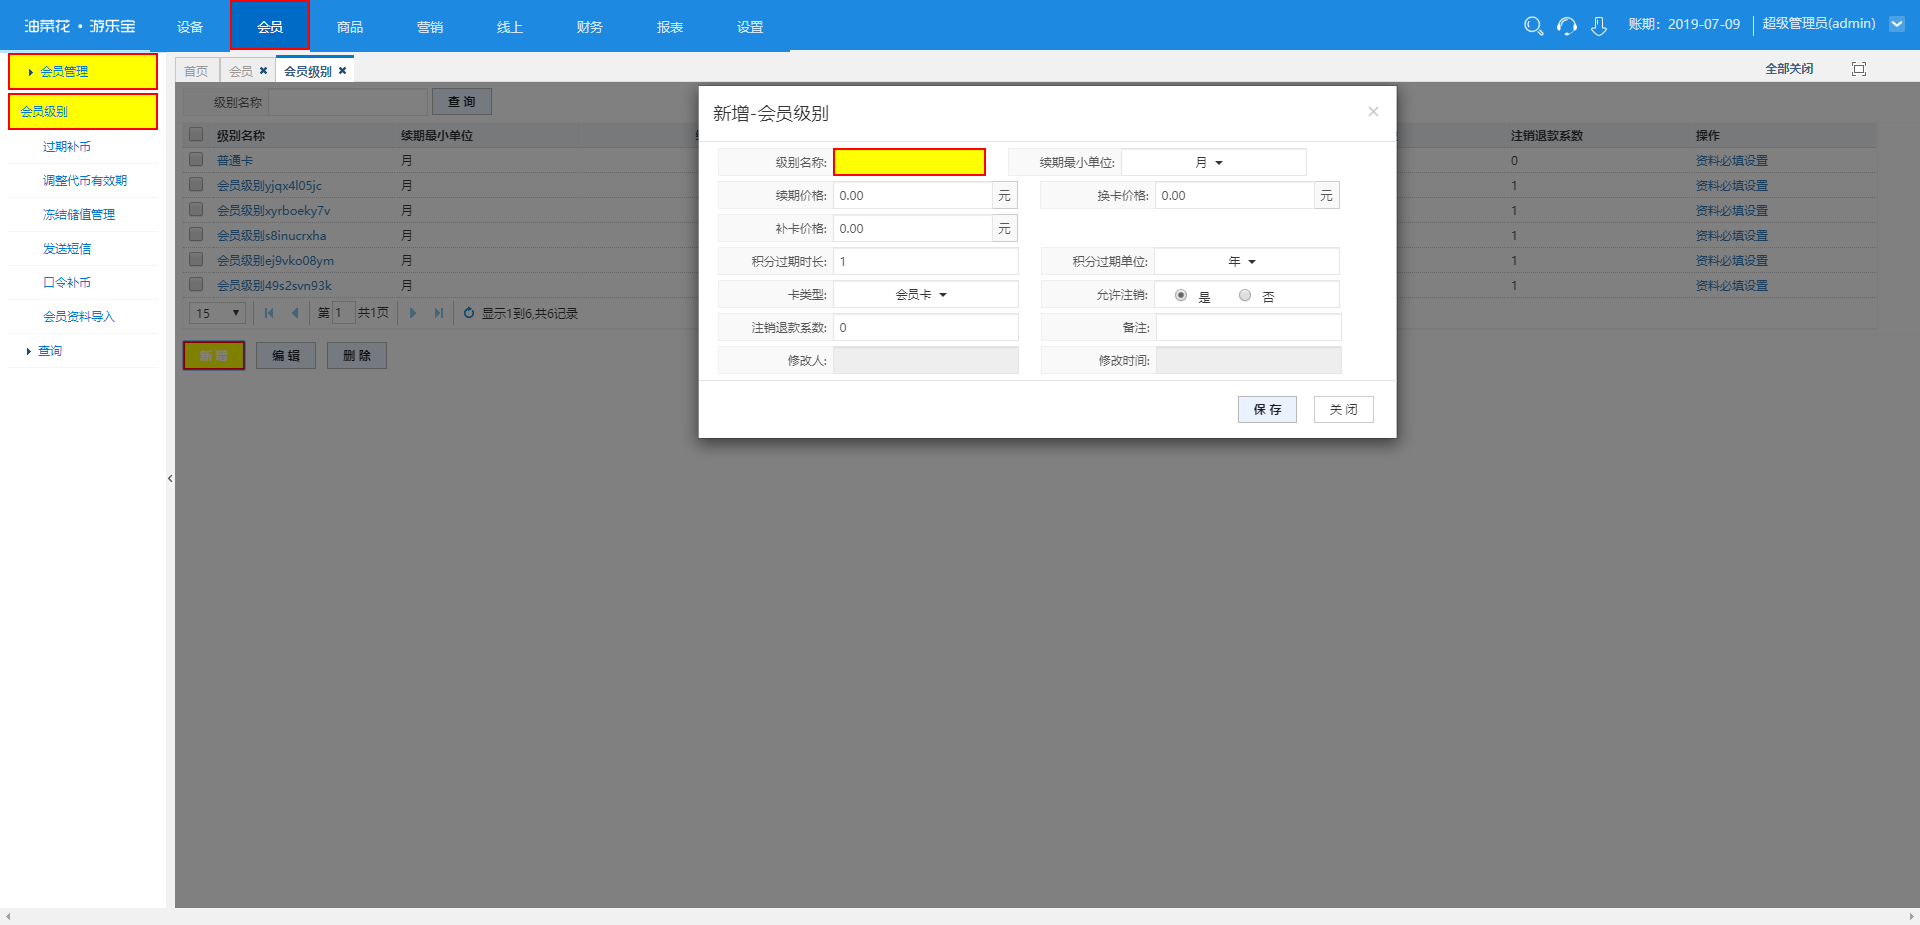 油菜花·游乐宝 设备 会员 商品 营销 线上 财务 报表 设置 账期: 2019-07-09 超级管理员(admin)
会员管理
会员级别
过期补币
调整代币有效期
冻结储值管理
发送短信
口令补币
会员资料导入
查询
首页 会员 会员级别 全部关闭
级别名称 查 询
级别名称 续期最小单位 注销退款系数 操作
普通卡 月 0 资料必填设置
会员级别yjqx4l05jc 月 1 资料必填设置
会员级别xyrboeky7v 月 1 资料必填设置
会员级别s8inucrxha 月 1 资料必填设置
会员级别ej9vko08ym 月 1 资料必填设置
会员级别49s2svn93k 月 1 资料必填设置
15 第 1 共1页 显示1到6,共6记录
新 增 编 辑 删 除
新增-会员级别
级别名称: 续期最小单位: 月
续期价格: 0.00 元 换卡价格: 0.00 元
补卡价格: 0.00 元
积分过期时长: 1 积分过期单位: 年
卡类型: 会员卡 允许注销: 是 否
注销退款系数: 0 备注:
修改人: 修改时间:
保 存 关 闭